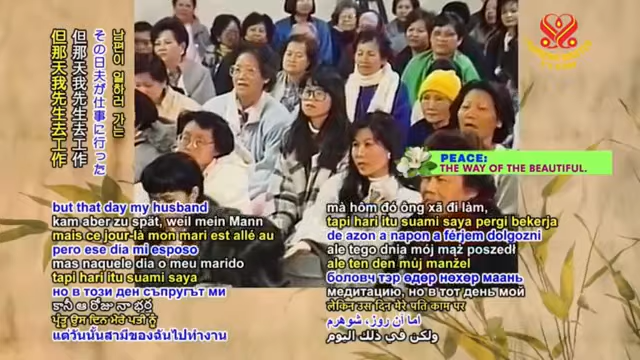 남편이 일하러 가는
その日夫が仕事に行った
但那天我先生去工作
但那天我先生去工作
PEACE:
THE WAY OF THE BEAUTIFUL.
but that day my husband
kam aber zu spät, weil mein Mann
mais ce jour-là mon mari est allé au
pero ese dia mi esposo
mas naquele dia o meu marido
tapi hari itu suami saya
но в този ден съпругът ми
కానీ ఆ రోజు నా భర్త
ਪ੍ਰੰਤੂ ਉਸ ਦਿਨ ਮੇਰੇ ਪਤੀ ਨੂੰ
แต่วันนั้นสามีของฉันไปทำงาน
mà hôm đó ông xã đi làm,
tapi hari itu suami saya pergi bekerja
de azon a napon a férjem dolgozni
ale tego dnia mój mąż poszedł
ale ten den můj manžel
боловч тэр өдөр нөхөр маань
медитацию, но в тот день мой
लेकिन उस दिन मेरे पति काम पर
اما آن روز، شوهرم
ولكن في ذلك اليوم